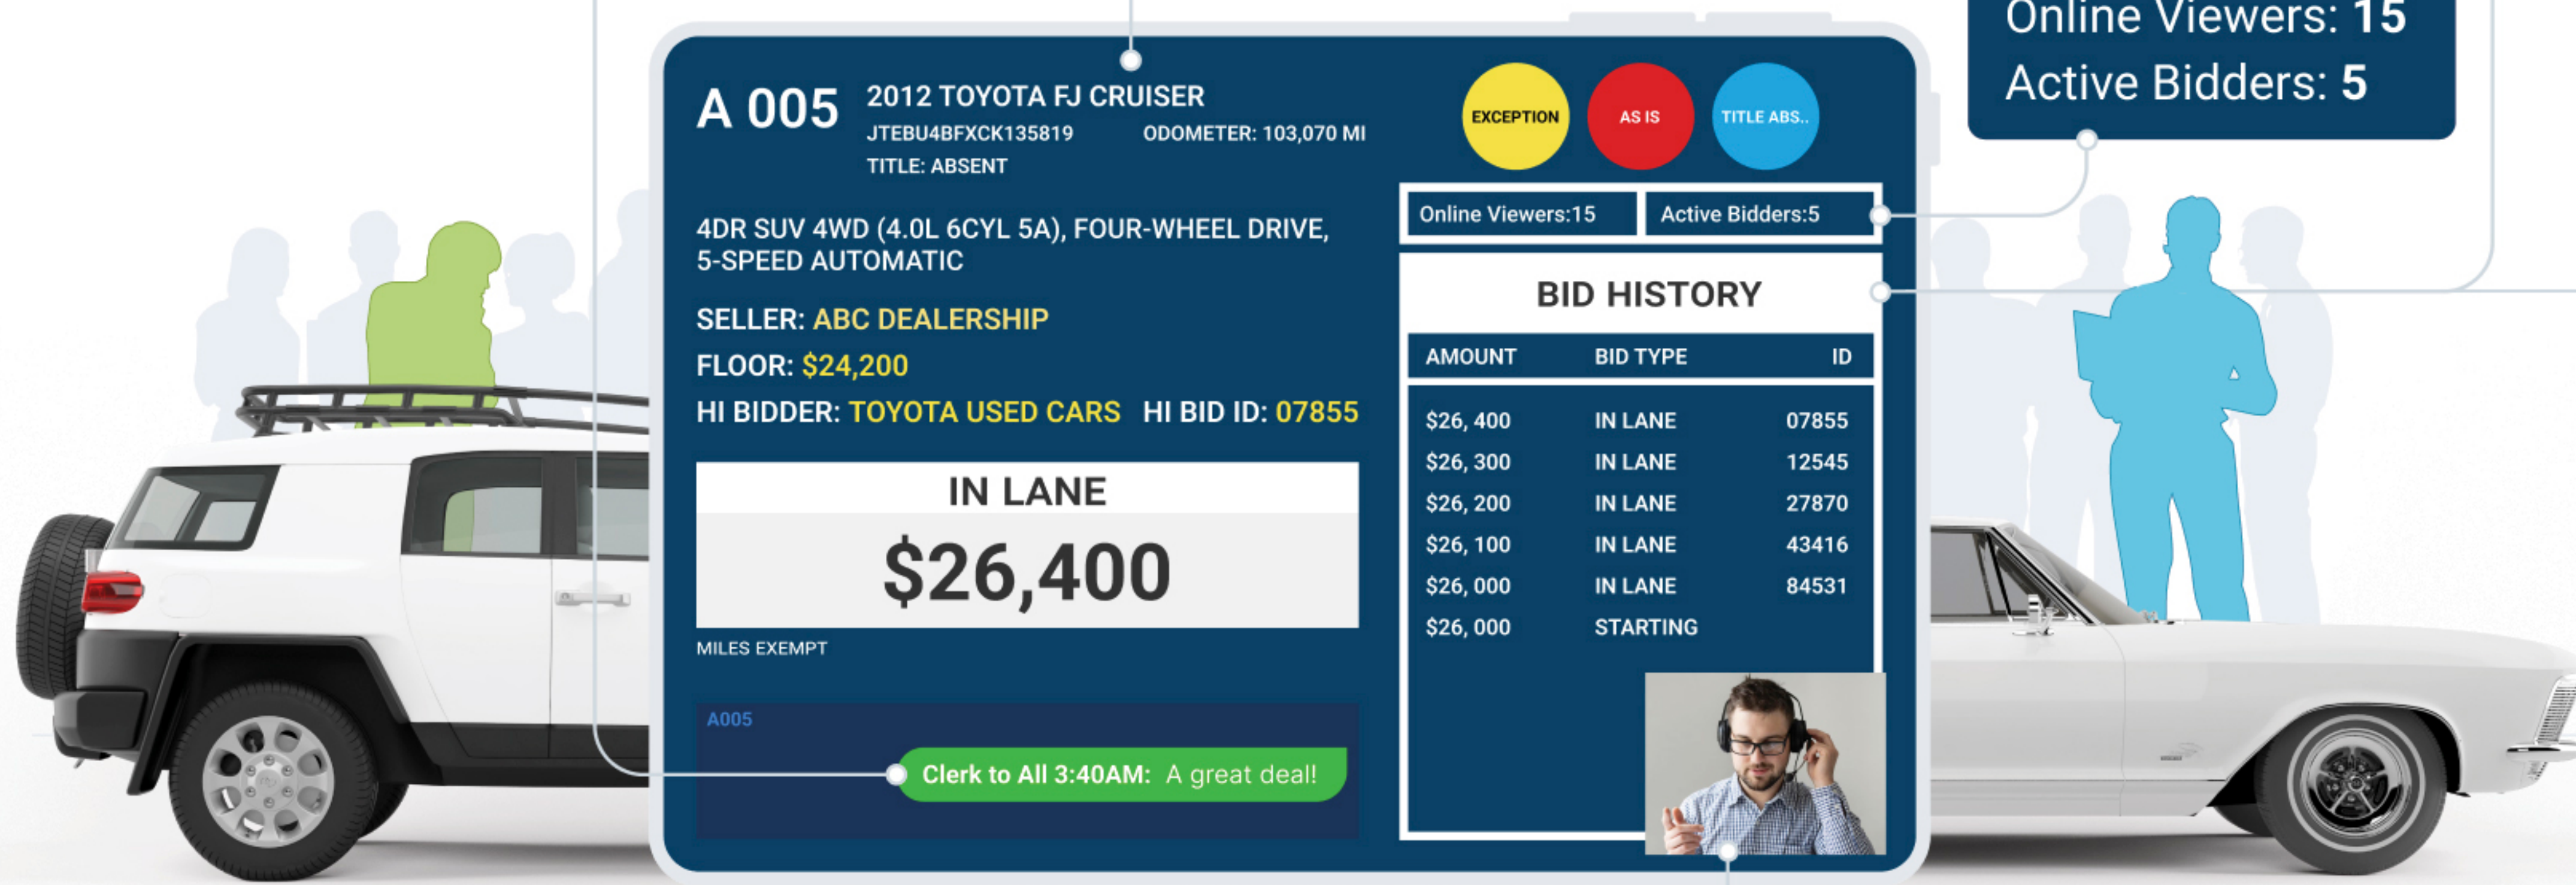 Online Viewers: 15
Active Bidders: 5
A 005
2012 TOYOTA FJ CRUISER
JTEBU4BFXCK135819 ODOMETER: 103,070 MI
TITLE: ABSENT
EXCEPTION
AS IS
TITLE ABS..
4DR SUV 4WD (4.0L 6CYL 5A), FOUR-WHEEL DRIVE,
5-SPEED AUTOMATIC
SELLER: ABC DEALERSHIP
FLOOR: $24,200
HI BIDDER: TOYOTA USED CARS HI BID ID: 07855
IN LANE
$26,400
MILES EXEMPT
A005
Clerk to All 3:40AM: A great deal!
Online Viewers:15
Active Bidders:5
BID HISTORY
AMOUNT BID TYPE ID
$26, 400 IN LANE 07855
$26, 300 IN LANE 12545
$26, 200 IN LANE 27870
$26, 100 IN LANE 43416
$26, 000 IN LANE 84531
$26, 000 STARTING